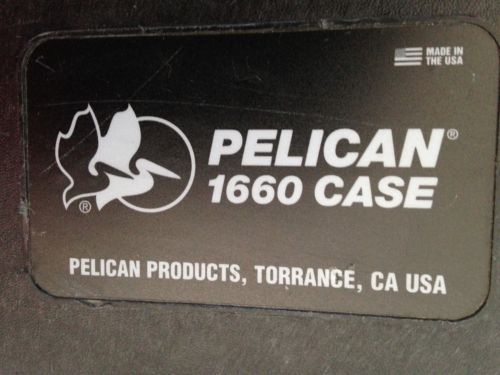 MADE IN
THE USA
PELICAN®
1660 CASE
®
PELICAN PRODUCTS, TORRANCE, CA USA